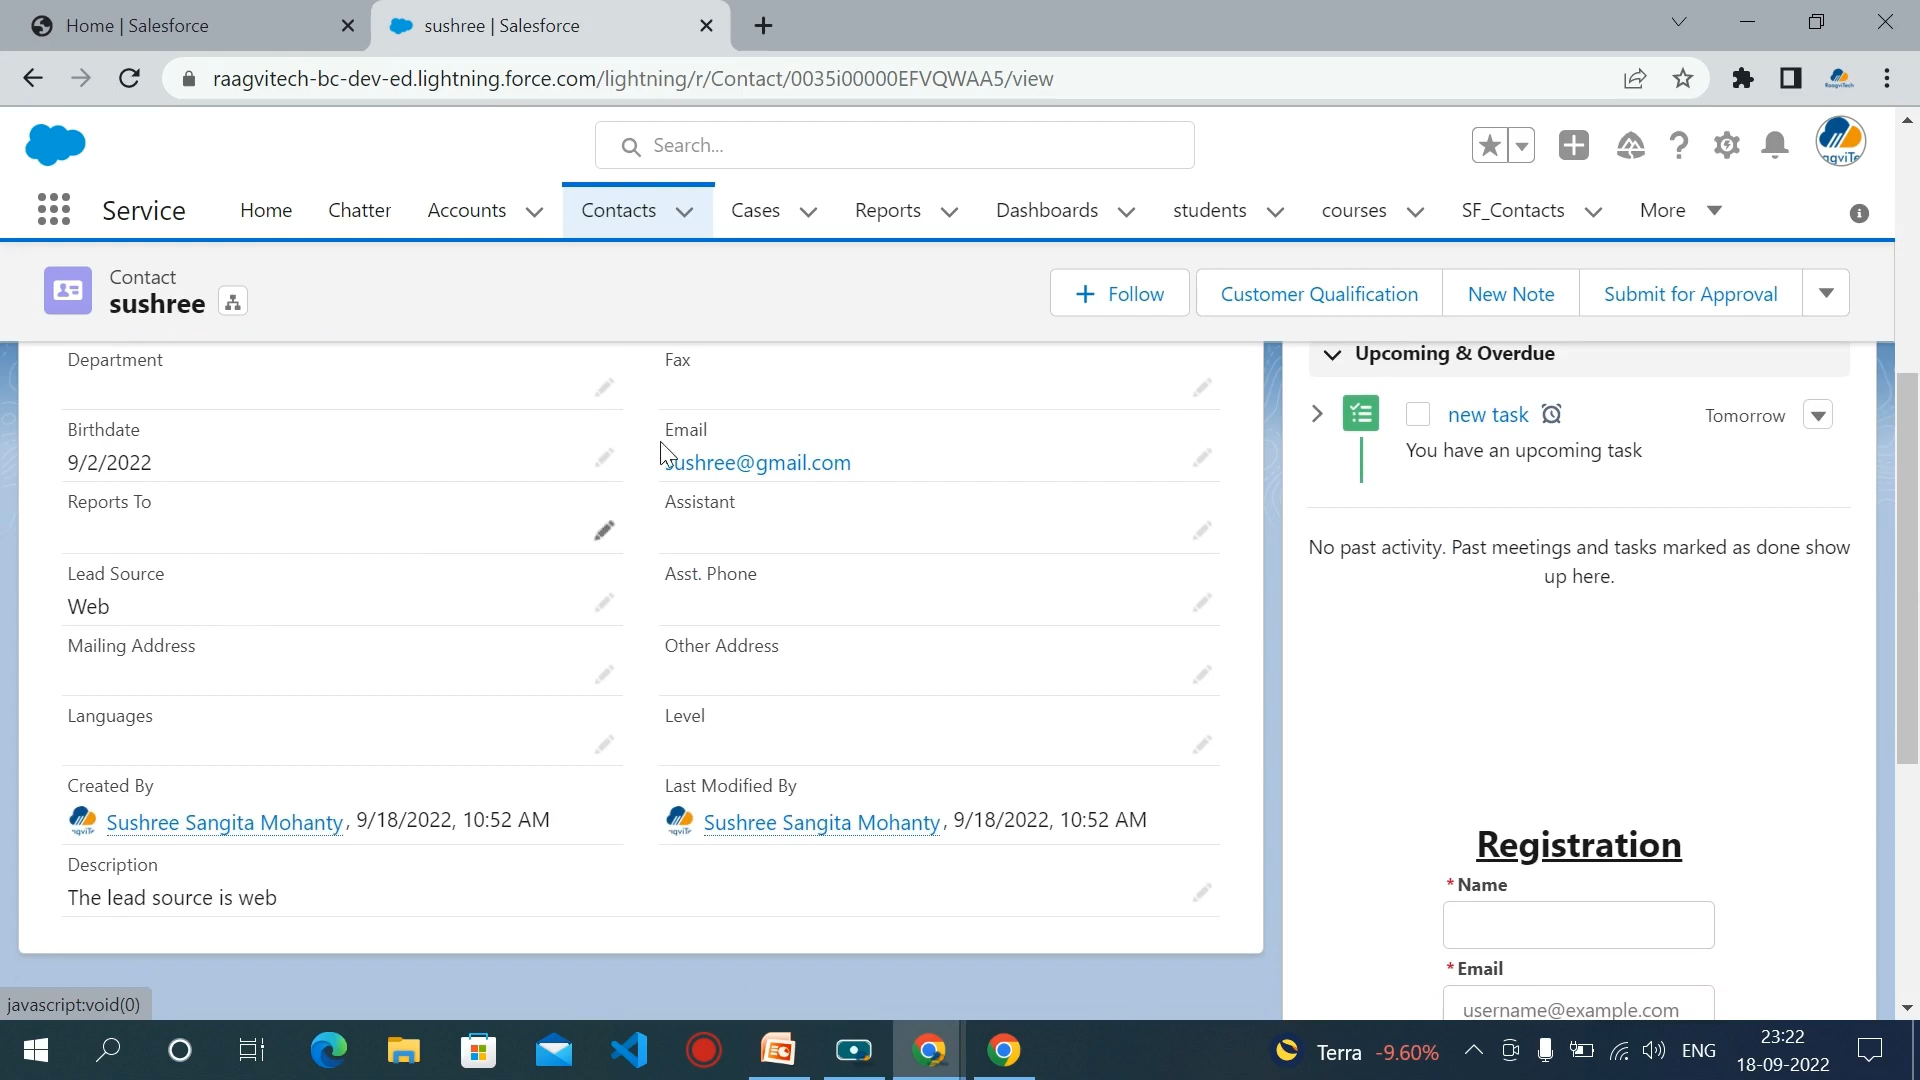 Home | Salesforce
sushree | Salesforce
raagvitech-bc-dev-ed.lightning.force.com/lightning/r/Contact/0035i00000EFVQWAA5/view
Search...
Service
Home
Chatter
Accounts
Contacts
Cases
Reports
Dashboards
students
courses
SF_Contacts
More
Contact
sushree
Follow
Customer Qualification
New Note
Submit for Approval
Department
Fax
Birthdate
9/2/2022
Email
sushree@gmail.com
Reports To
Assistant
Lead Source
Web
Asst. Phone
Mailing Address
Other Address
Languages
Level
Created By
Sushree Sangita Mohanty, 9/18/2022, 10:52 AM
Last Modified By
Sushree Sangita Mohanty, 9/18/2022, 10:52 AM
Description
The lead source is web
Upcoming & Overdue
new task
Tomorrow
You have an upcoming task
No past activity. Past meetings and tasks marked as done show
up here.
Registration
* Name
* Email
username@example.com
javascript:void(0)
Terra -9.60%
ENG
23:22
18-09-2022